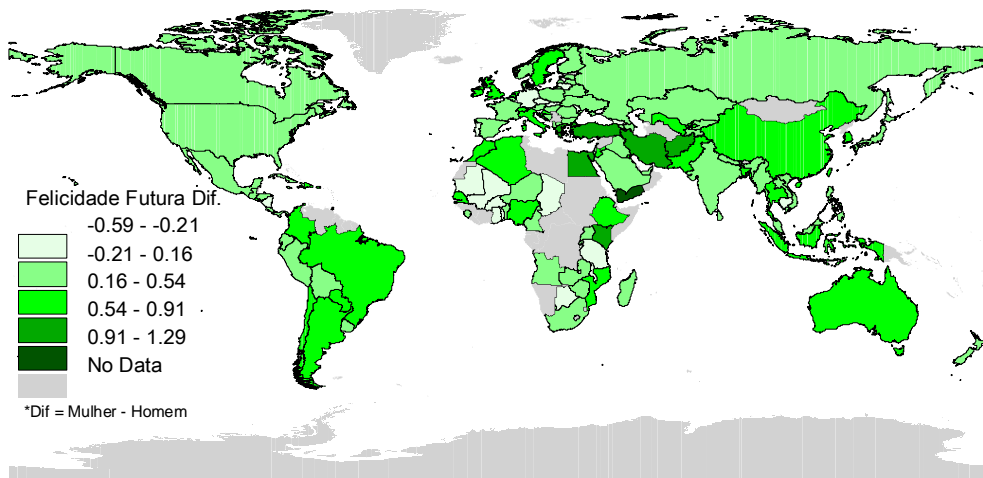 Felicidade Futura Dif.
-0.59 - -0.21
-0.21 - 0.16
0.16 - 0.54
0.54 - 0.91
0.91 - 1.29
No Data
*Dif = Mulher - Homem